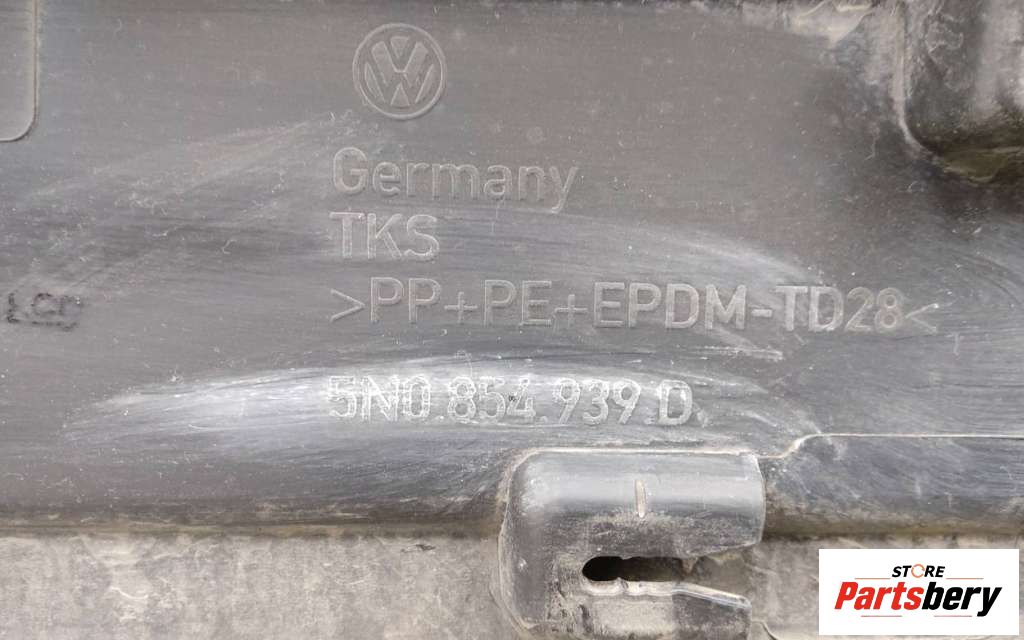 Germany
TKS
>PP+PE+EPDM-TD28<
5N0.854.939.D
STORE
Partsbery